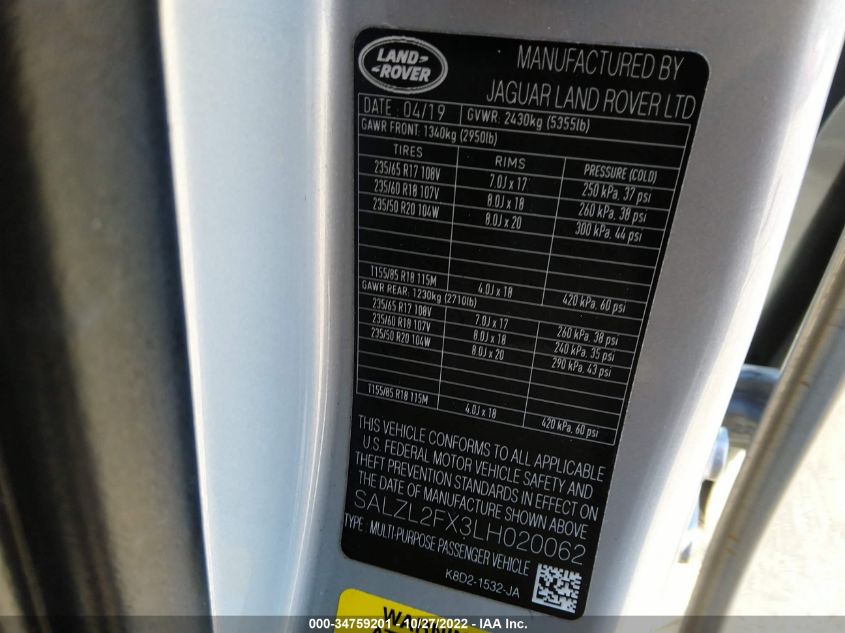 LAND-
-ROVER
MANUFACTURED BY
JAGUAR LAND ROVER LTD
DATE: 04/19 GVWR: 2430kg (5355lb)
GAWR FRONT: 1340kg (2950lb)
TIRES RIMS PRESSURE (COLD)
235/65 R17 108V 7.0J x 17 250 kPa, 37 psi
235/60 R18 107V 8.0J x 18 260 kPa, 38 psi
235/50 R20 104W 8.0J x 20 300 kPa, 44 psi
T155/85 R18 115M 4.0J x 18 420 kPa, 60 psi
GAWR REAR: 1230kg (2710lb)
235/65 R17 108V 7.0J x 17 260 kPa, 38 psi
235/60 R18 107V 8.0J x 18 240 kPa, 35 psi
235/50 R20 104W 8.0J x 20 290 kPa, 43 psi
T155/85 R18 115M 4.0J x 18 420 kPa, 60 psi
THIS VEHICLE CONFORMS TO ALL APPLICABLE
U.S. FEDERAL MOTOR VEHICLE SAFETY AND
THEFT PREVENTION STANDARDS IN EFFECT ON
THE DATE OF MANUFACTURE SHOWN ABOVE
SALZL2FX3LH020062
TYPE: MULTI-PURPOSE PASSENGER VEHICLE
K8D2-1532-JA
WARNING
000-34759201 - 10/27/2022 - IAA Inc.